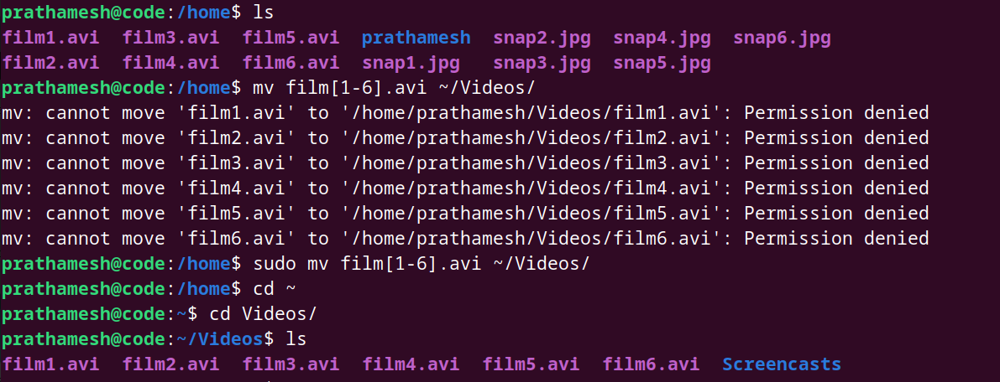 prathamesh@code:/home$ ls
film1.avi  film3.avi  film5.avi  prathamesh  snap2.jpg  snap4.jpg  snap6.jpg
film2.avi  film4.avi  film6.avi  snap1.jpg   snap3.jpg  snap5.jpg
prathamesh@code:/home$ mv film[1-6].avi ~/Videos/
mv: cannot move 'film1.avi' to '/home/prathamesh/Videos/film1.avi': Permission denied
mv: cannot move 'film2.avi' to '/home/prathamesh/Videos/film2.avi': Permission denied
mv: cannot move 'film3.avi' to '/home/prathamesh/Videos/film3.avi': Permission denied
mv: cannot move 'film4.avi' to '/home/prathamesh/Videos/film4.avi': Permission denied
mv: cannot move 'film5.avi' to '/home/prathamesh/Videos/film5.avi': Permission denied
mv: cannot move 'film6.avi' to '/home/prathamesh/Videos/film6.avi': Permission denied
prathamesh@code:/home$ sudo mv film[1-6].avi ~/Videos/
prathamesh@code:/home$ cd ~
prathamesh@code:~$ cd Videos/
prathamesh@code:~/Videos$ ls
film1.avi  film2.avi  film3.avi  film4.avi  film5.avi  film6.avi  Screencasts